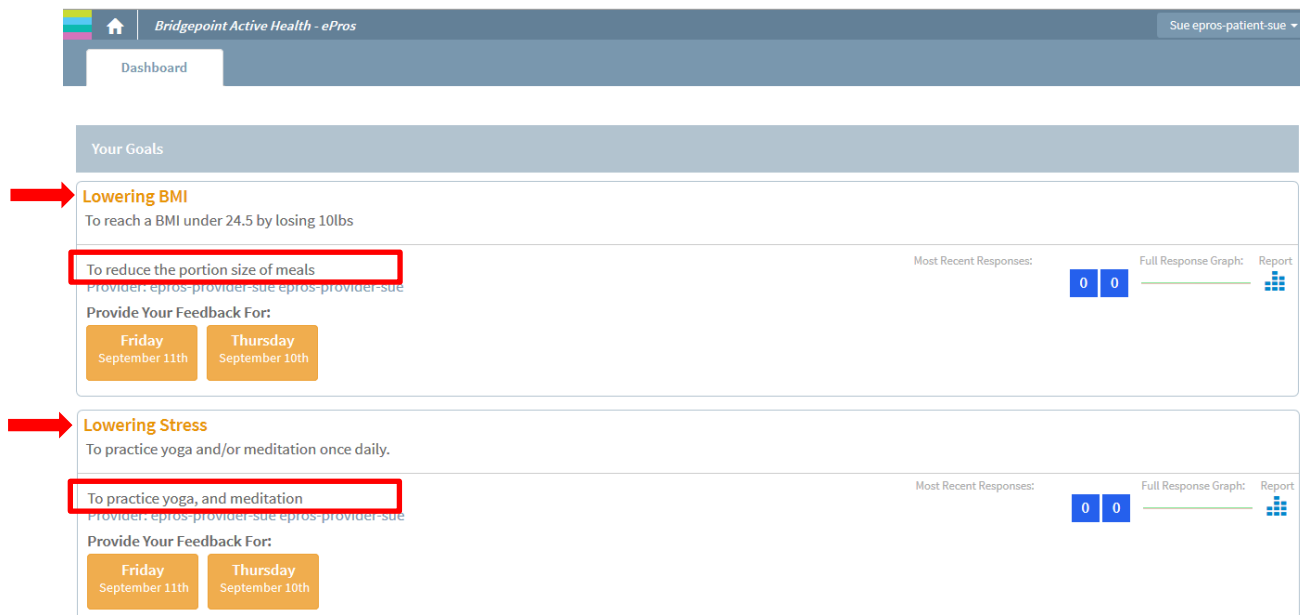 Bridgepoint Active Health - ePros
Sue epros-patient-sue
Dashboard
Your Goals
Lowering BMI
To reach a BMI under 24.5 by losing 10lbs
To reduce the portion size of meals
Provider: epros-provider-sue epros-provider-sue
Most Recent Responses:
0 0
Full Response Graph:
Report
Provide Your Feedback For:
Friday
September 11th
Thursday
September 10th
Lowering Stress
To practice yoga and/or meditation once daily.
To practice yoga, and meditation
Provider: epros-provider-sue epros-provider-sue
Most Recent Responses:
0 0
Full Response Graph:
Report
Provide Your Feedback For:
Friday
September 11th
Thursday
September 10th